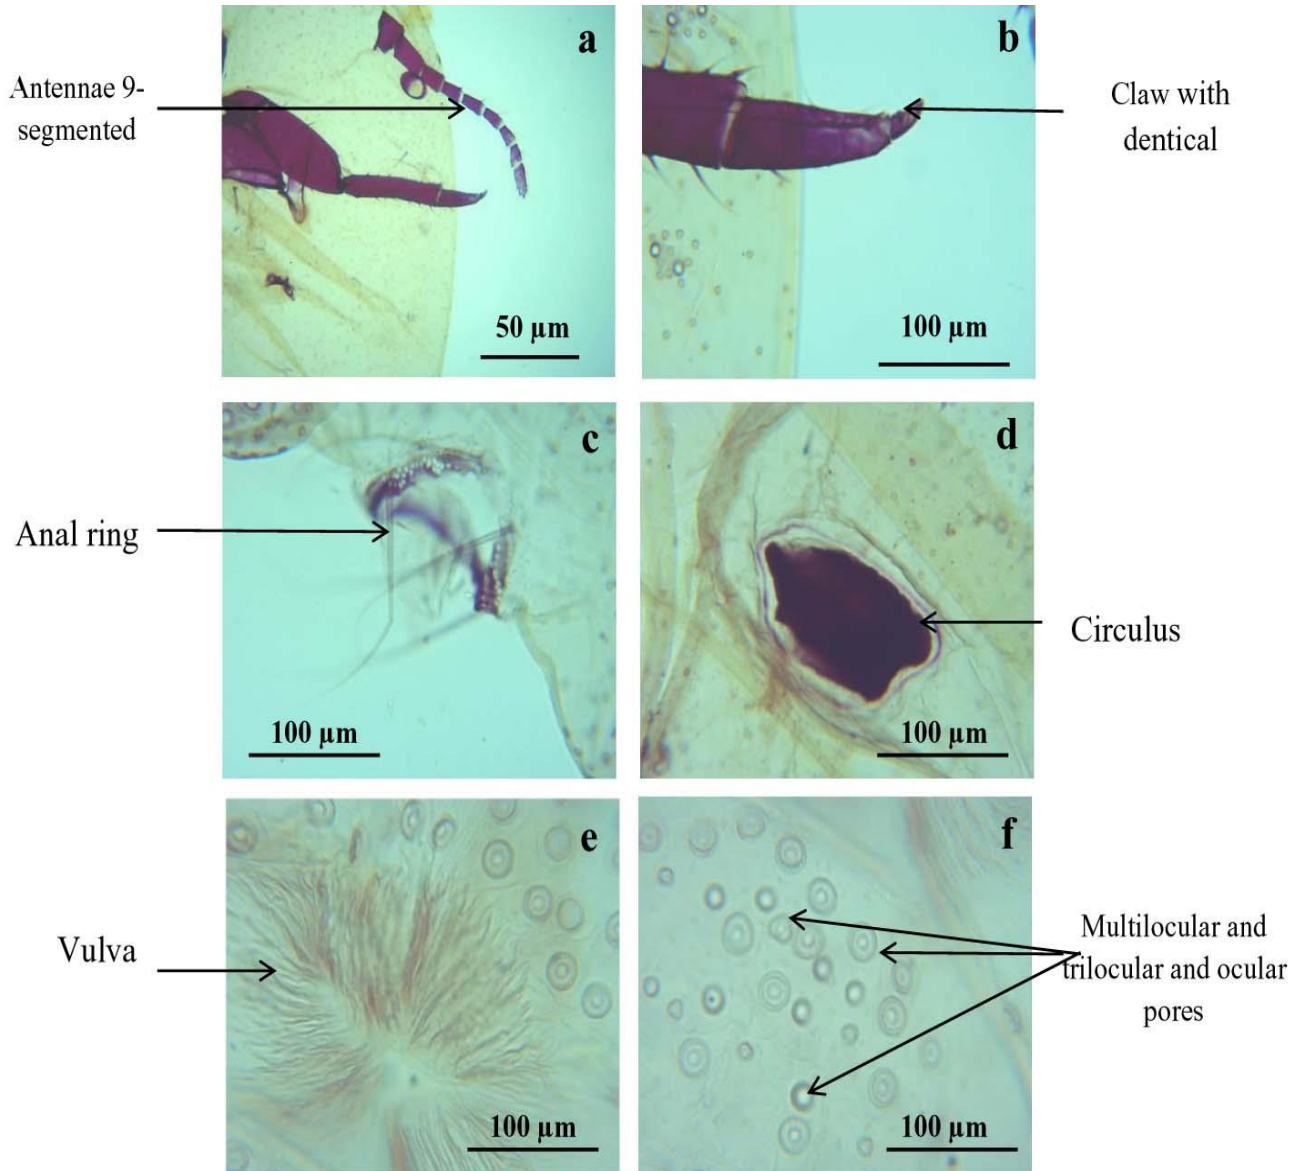 a
Antennae 9-
segmented
50 µm
b
Claw with
dentical
100 µm
c
Anal ring
100 µm
d
Circulus
100 µm
e
Vulva
100 µm
f
Multilocular and
trilocular and ocular
pores
100 µm